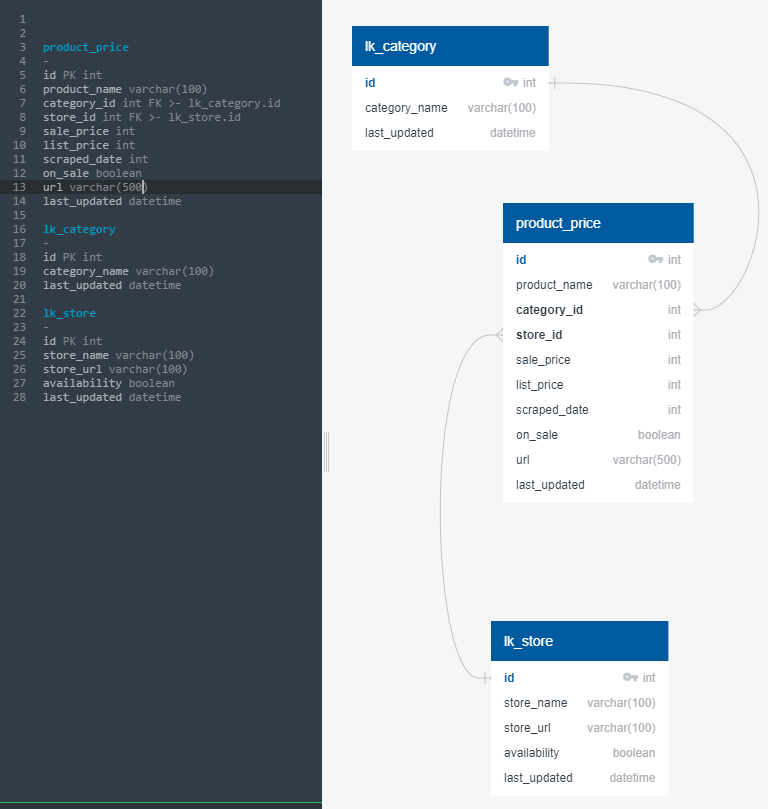 1
2
3 product_price
4 -
5 id PK int
6 product_name varchar(100)
7 category_id int FK >- lk_category.id
8 store_id int FK >- lk_store.id
9 sale_price int
10 list_price int
11 scraped_date int
12 on_sale boolean
13 url varchar(500)
14 last_updated datetime
15
16 lk_category
17 -
18 id PK int
19 category_name varchar(100)
20 last_updated datetime
21
22 lk_store
23 -
24 id PK int
25 store_name varchar(100)
26 store_url varchar(100)
27 availability boolean
28 last_updated datetime
lk_category
id int
category_name varchar(100)
last_updated datetime
product_price
id int
product_name varchar(100)
category_id int
store_id int
sale_price int
list_price int
scraped_date int
on_sale boolean
url varchar(500)
last_updated datetime
lk_store
id int
store_name varchar(100)
store_url varchar(100)
availability boolean
last_updated datetime